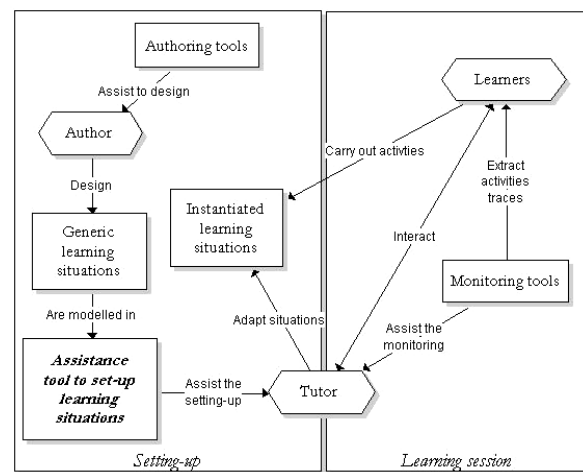 Authoring tools
Assist to design
Author
Design
Generic
learning
situations
Are modelled in
Assistance
tool to set-up
learning
situations
Assist the
setting-up
Instantiated
learning
situations
Adapt situations
Tutor
Setting-up
Learners
Carry out activties
Extract
activities
traces
Interact
Monitoring tools
Assist the
monitoring
Learning session